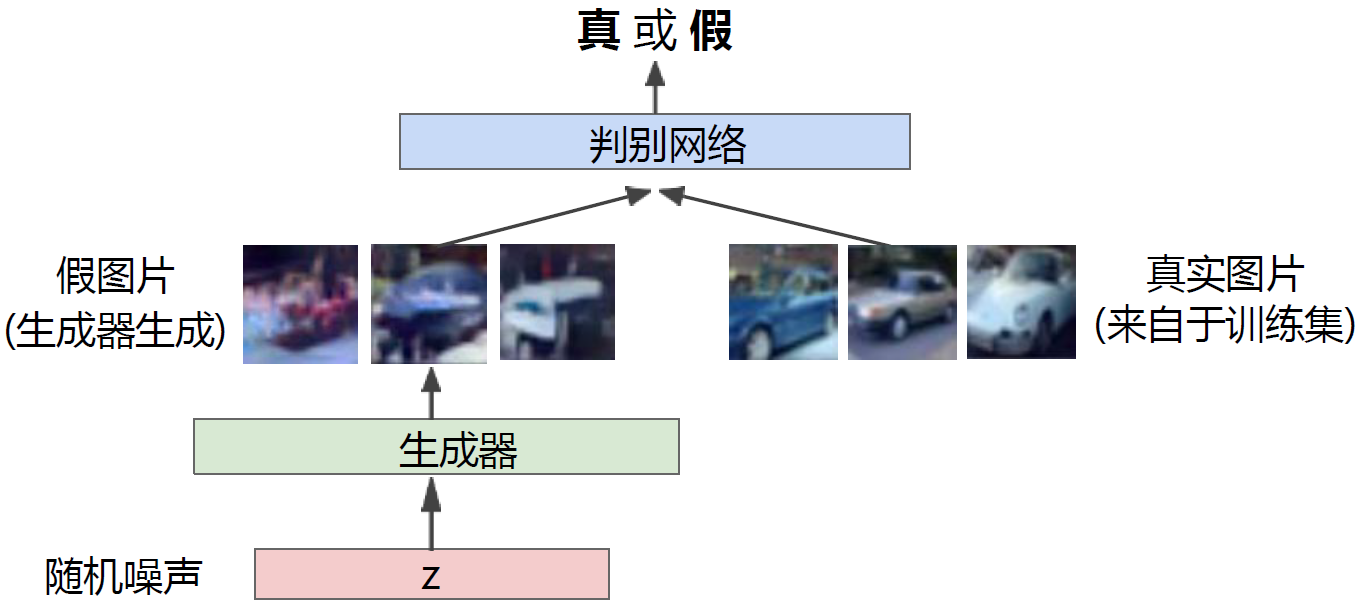 真 或 假
判别网络
假图片
(生成器生成)
真实图片
(来自于训练集)
生成器
随机噪声
z